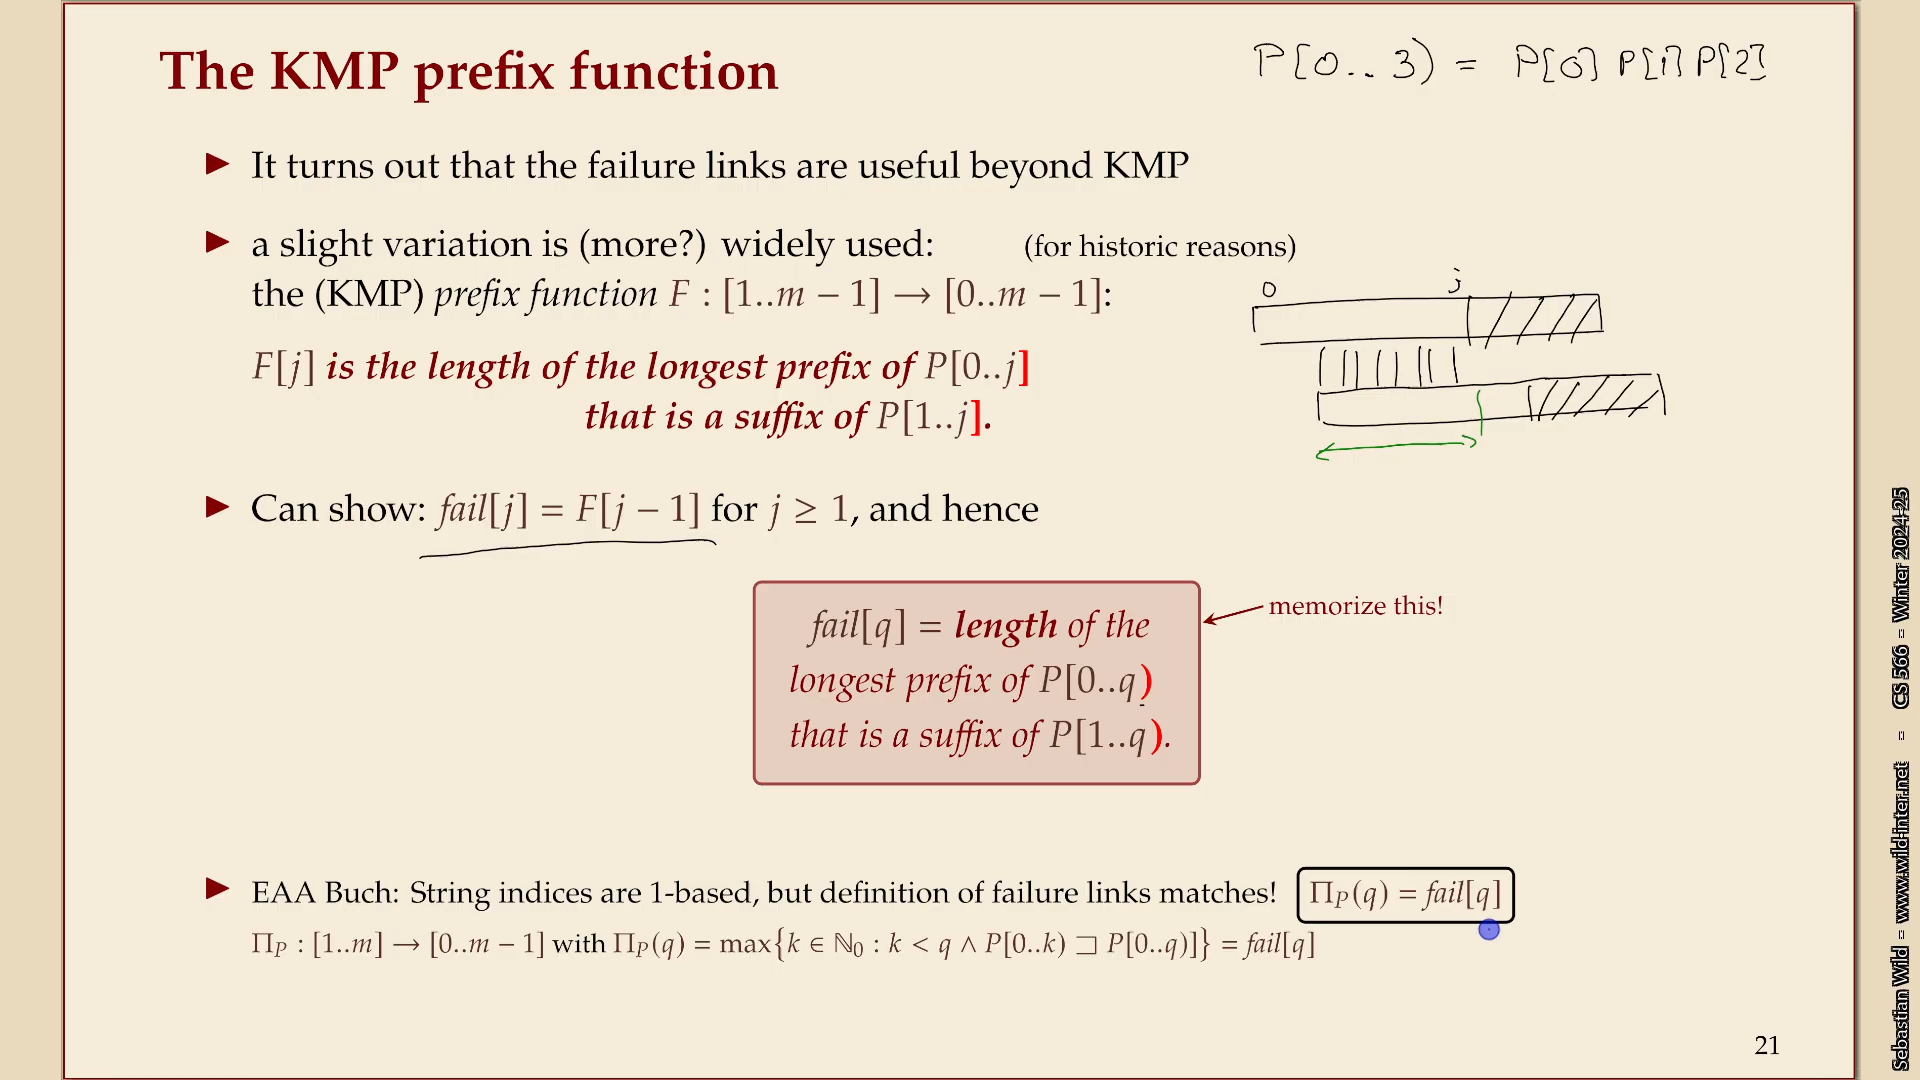 The KMP prefix function
P[0..3) = P[0] P[1] P[2]
▶ It turns out that the failure links are useful beyond KMP
▶ a slight variation is (more?) widely used: (for historic reasons)
the (KMP) prefix function F : [1..m − 1] → [0..m − 1]:
0 j
F[j] is the length of the longest prefix of P[0..j]
that is a suffix of P[1..j].
▶ Can show: fail[j] = F[j − 1] for j ≥ 1, and hence
fail[q] = length of the
longest prefix of P[0..q)
that is a suffix of P[1..q).
memorize this!
▶ EAA Buch: String indices are 1-based, but definition of failure links matches! Π_P(q) = fail[q]
Π_P : [1..m] → [0..m − 1] with Π_P(q) = max{k ∈ ℕ₀ : k < q ∧ P[0..k) ⊐ P[0..q)]} = fail[q]
21
Sebastian Wild – www.wild-inter.net – CS 566 – Winter 2024-25